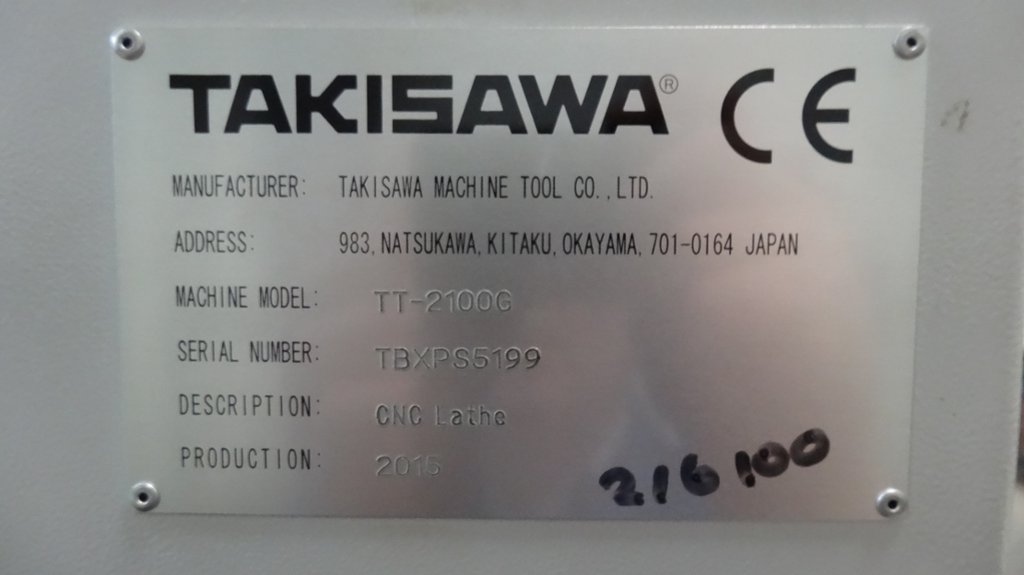 TAKISAWA® CE
MANUFACTURER: TAKISAWA MACHINE TOOL CO.,LTD.
ADDRESS: 983,NATSUKAWA,KITAKU,OKAYAMA,701-0164 JAPAN
MACHINE MODEL: TT-2100G
SERIAL NUMBER: TBXPS5199
DESCRIPTION: CNC Lathe
PRODUCTION: 2015
216100